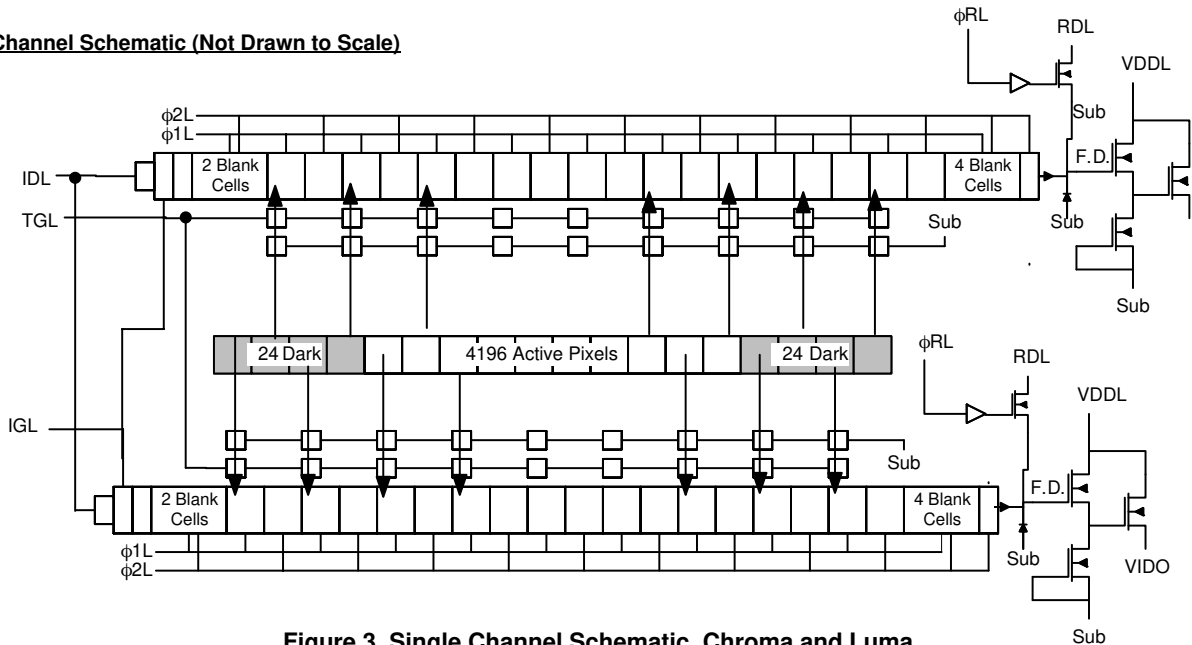 Channel Schematic (Not Drawn to Scale)
ϕRL
RDL
VDDL
Sub
F.D.
Sub
Sub
ϕ2L
ϕ1L
IDL
2 Blank Cells
4 Blank Cells
TGL
Sub
24 Dark
4196 Active Pixels
24 Dark
IGL
Sub
2 Blank Cells
4 Blank Cells
ϕ1L
ϕ2L
ϕRL
RDL
VDDL
F.D.
Sub
VIDO
Sub
Figure 3. Single Channel Schematic, Chroma and Luma